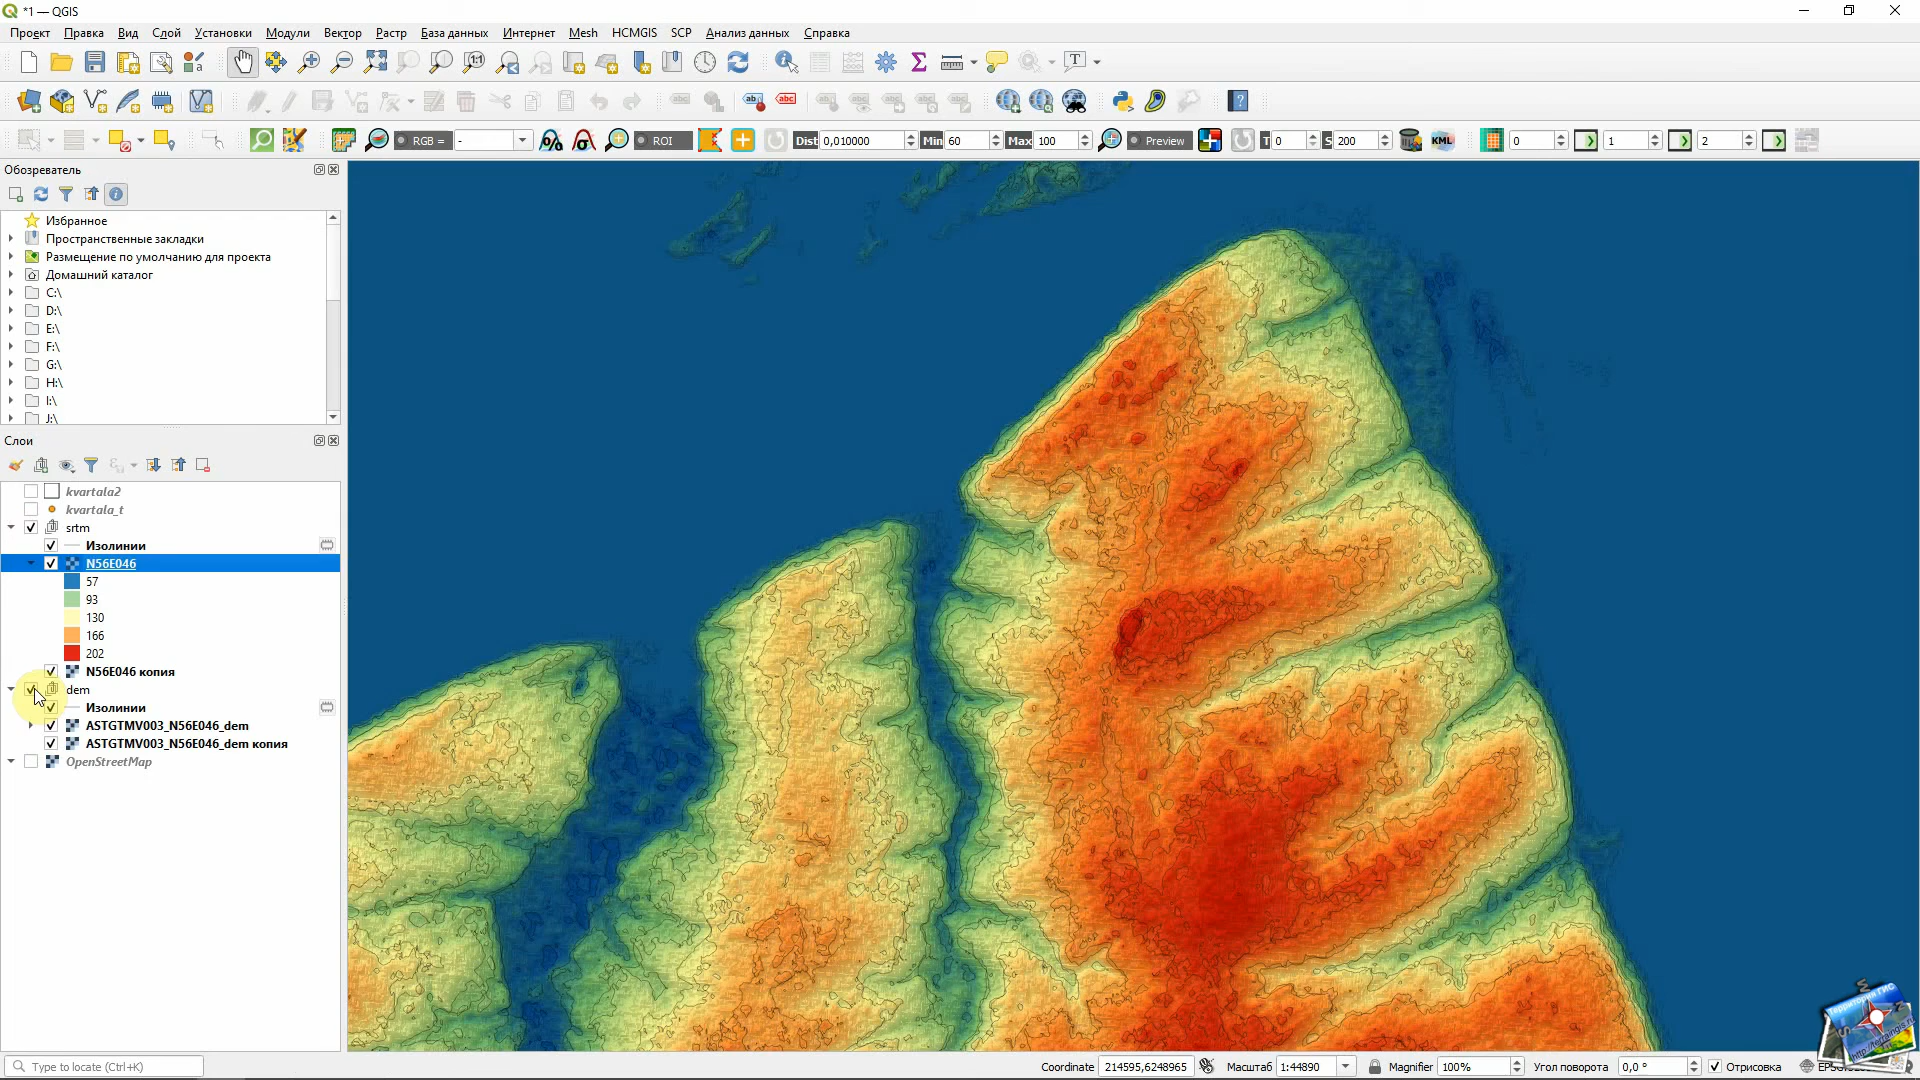 *1 — QGIS
Проект Правка Вид Слой Установки Модули Вектор Растр База данных Интернет Mesh HCMGIS SCP Анализ данных Справка
RGB = - ROI Dist 0,010000 Min 60 Max 100 Preview T 0 S 200 KML 0 1 2
Обозреватель
Избранное
Пространственные закладки
Размещение по умолчанию для проекта
Домашний каталог
C:\
D:\
E:\
F:\
G:\
H:\
I:\
J:\
Слои
kvartala2
kvartala_t
srtm
Изолинии
N56E046
57
93
130
166
202
N56E046 копия
dem
Изолинии
ASTGTMV003_N56E046_dem
ASTGTMV003_N56E046_dem копия
OpenStreetMap
Type to locate (Ctrl+K)
Coordinate 214595,6248965 Масштаб 1:44890 Magnifier 100% Угол поворота 0,0 ° Отрисовка